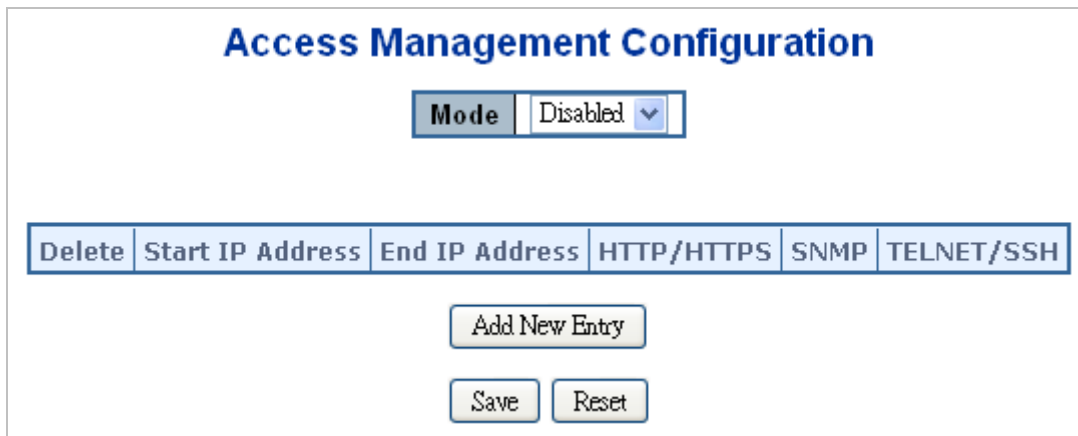 Access Management Configuration
Mode Disabled
Delete Start IP Address End IP Address HTTP/HTTPS SNMP TELNET/SSH
Add New Entry
Save Reset